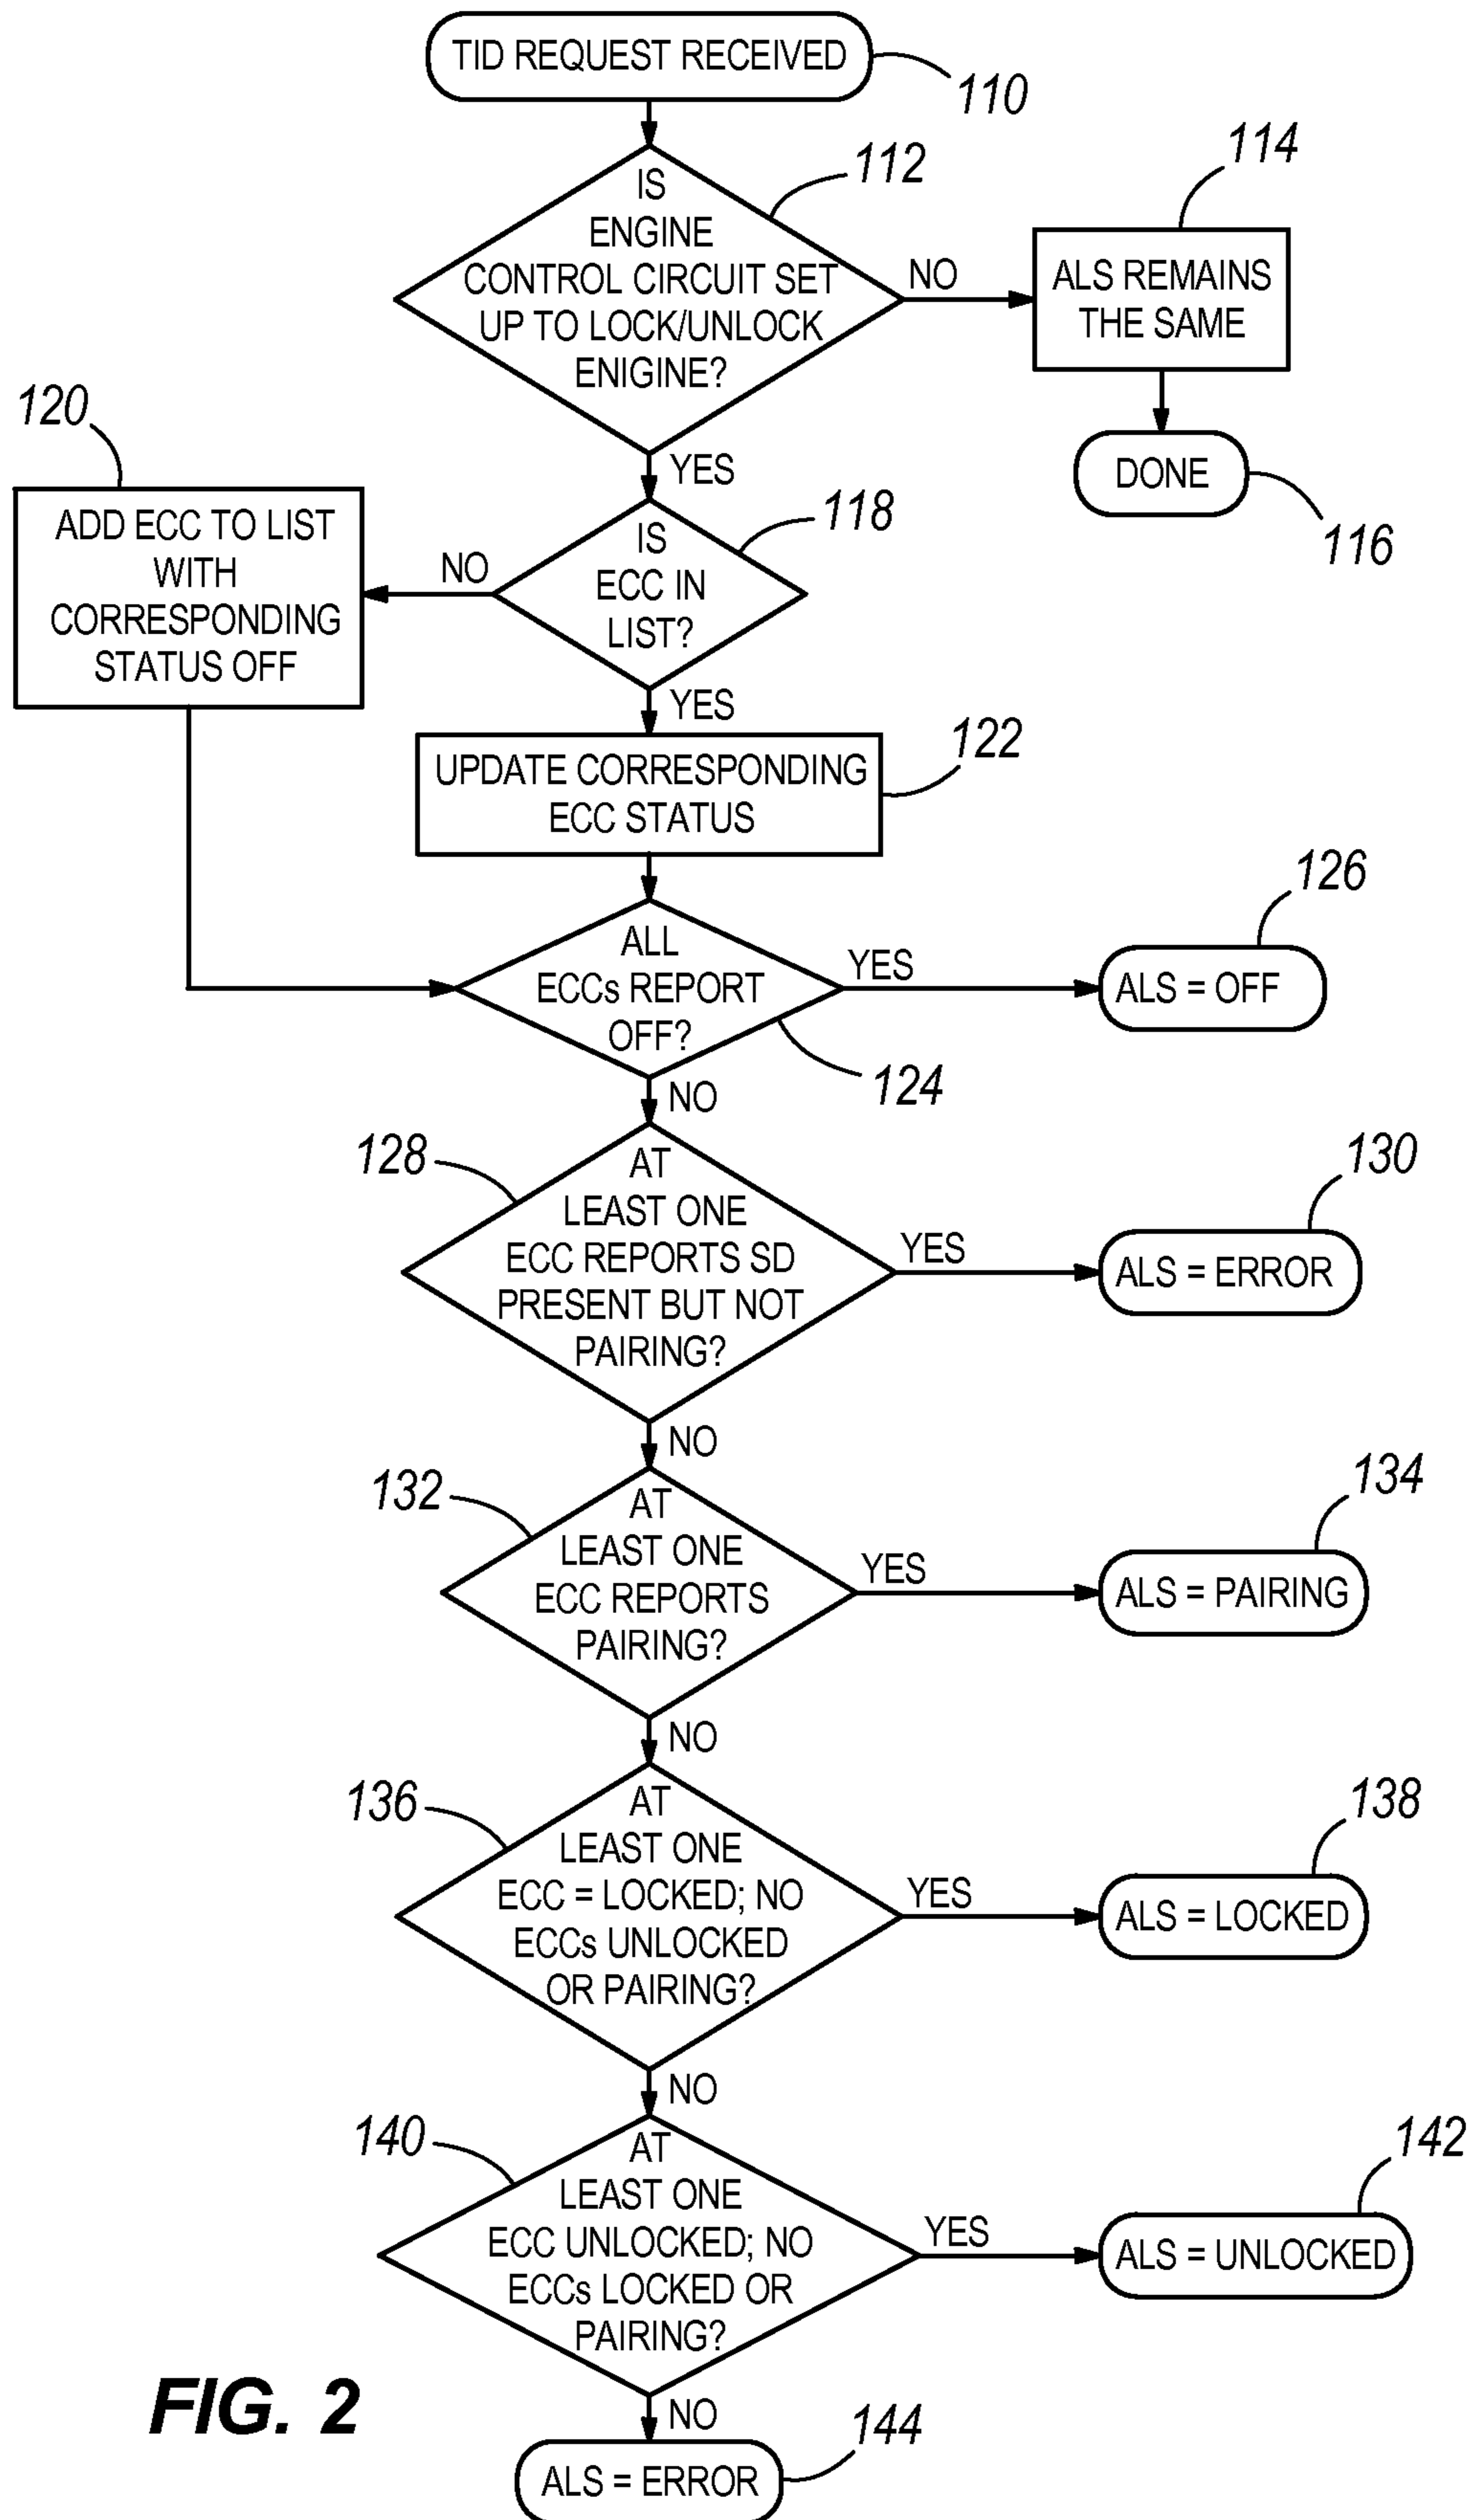 TID REQUEST RECEIVED
110
IS
ENGINE
CONTROL CIRCUIT SET
UP TO LOCK/UNLOCK
ENIGINE?
112
NO
ALS REMAINS
THE SAME
114
DONE
116
YES
IS
ECC IN
LIST?
118
NO
ADD ECC TO LIST
WITH
CORRESPONDING
STATUS OFF
120
YES
UPDATE CORRESPONDING
ECC STATUS
122
ALL
ECCs REPORT
OFF?
124
YES
ALS = OFF
126
NO
AT
LEAST ONE
ECC REPORTS SD
PRESENT BUT NOT
PAIRING?
128
YES
ALS = ERROR
130
NO
AT
LEAST ONE
ECC REPORTS
PAIRING?
132
YES
ALS = PAIRING
134
NO
AT
LEAST ONE
ECC = LOCKED; NO
ECCs UNLOCKED
OR PAIRING?
136
YES
ALS = LOCKED
138
NO
AT
LEAST ONE
ECC UNLOCKED; NO
ECCs LOCKED OR
PAIRING?
140
YES
ALS = UNLOCKED
142
NO
ALS = ERROR
144
FIG. 2